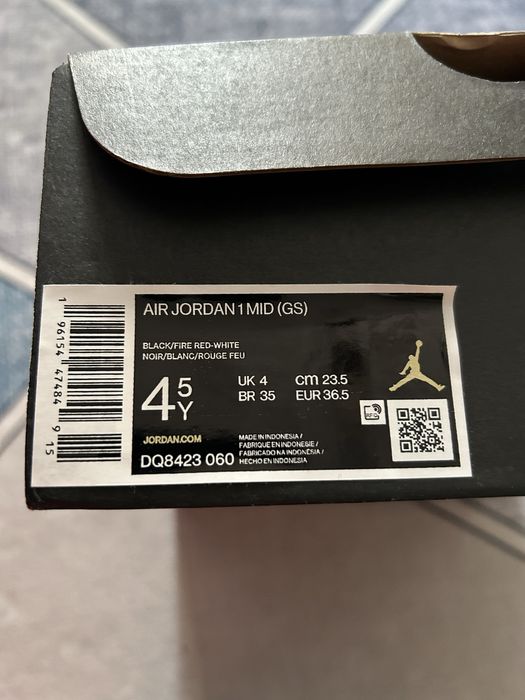 AIR JORDAN 1 MID (GS)
BLACK/FIRE RED-WHITE
NOIR/BLANC/ROUGE FEU
4 5Y
UK 4 CM 23.5
BR 35 EUR 36.5
RFID
JORDAN.COM
DQ8423 060
MADE IN INDONESIA/
FABRIQUE EN INDONESIE/
FABRICADO NA INDONÉSIA/
HECHO EN INDONESIA
1 96154 47484 9 15